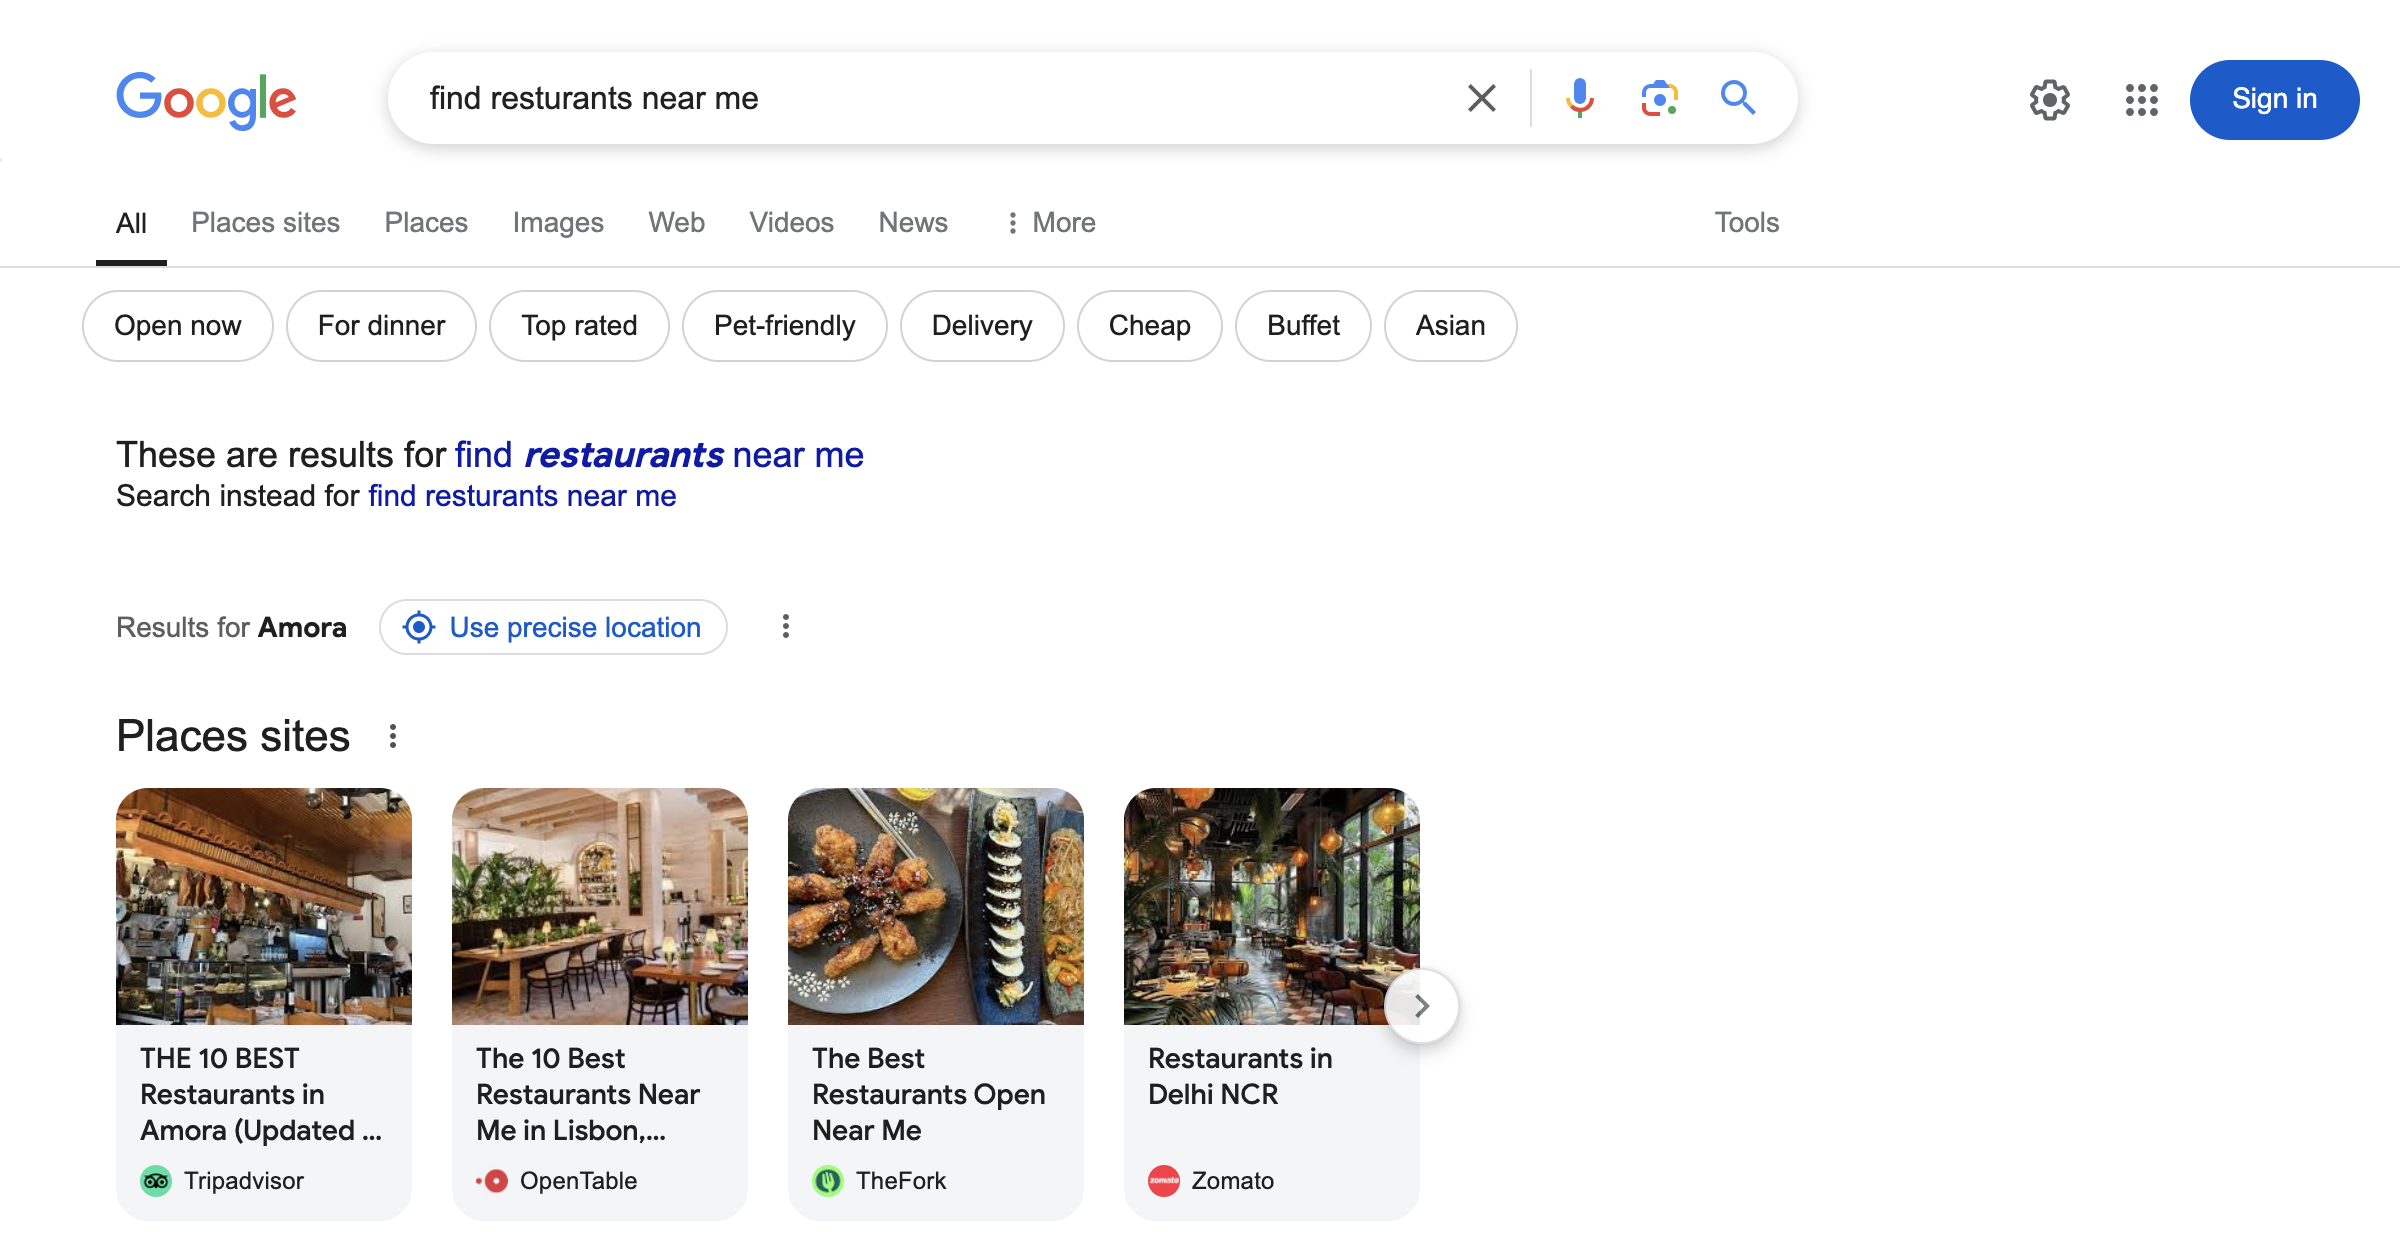 Google
find resturants near me
Sign in
All Places sites Places Images Web Videos News More Tools
Open now For dinner Top rated Pet-friendly Delivery Cheap Buffet Asian
These are results for find restaurants near me
Search instead for find resturants near me
Results for Amora Use precise location
Places sites
THE 10 BEST
Restaurants in
Amora (Updated ...
Tripadvisor
The 10 Best
Restaurants Near
Me in Lisbon,...
OpenTable
The Best
Restaurants Open
Near Me
TheFork
Restaurants in
Delhi NCR
zomato
Zomato